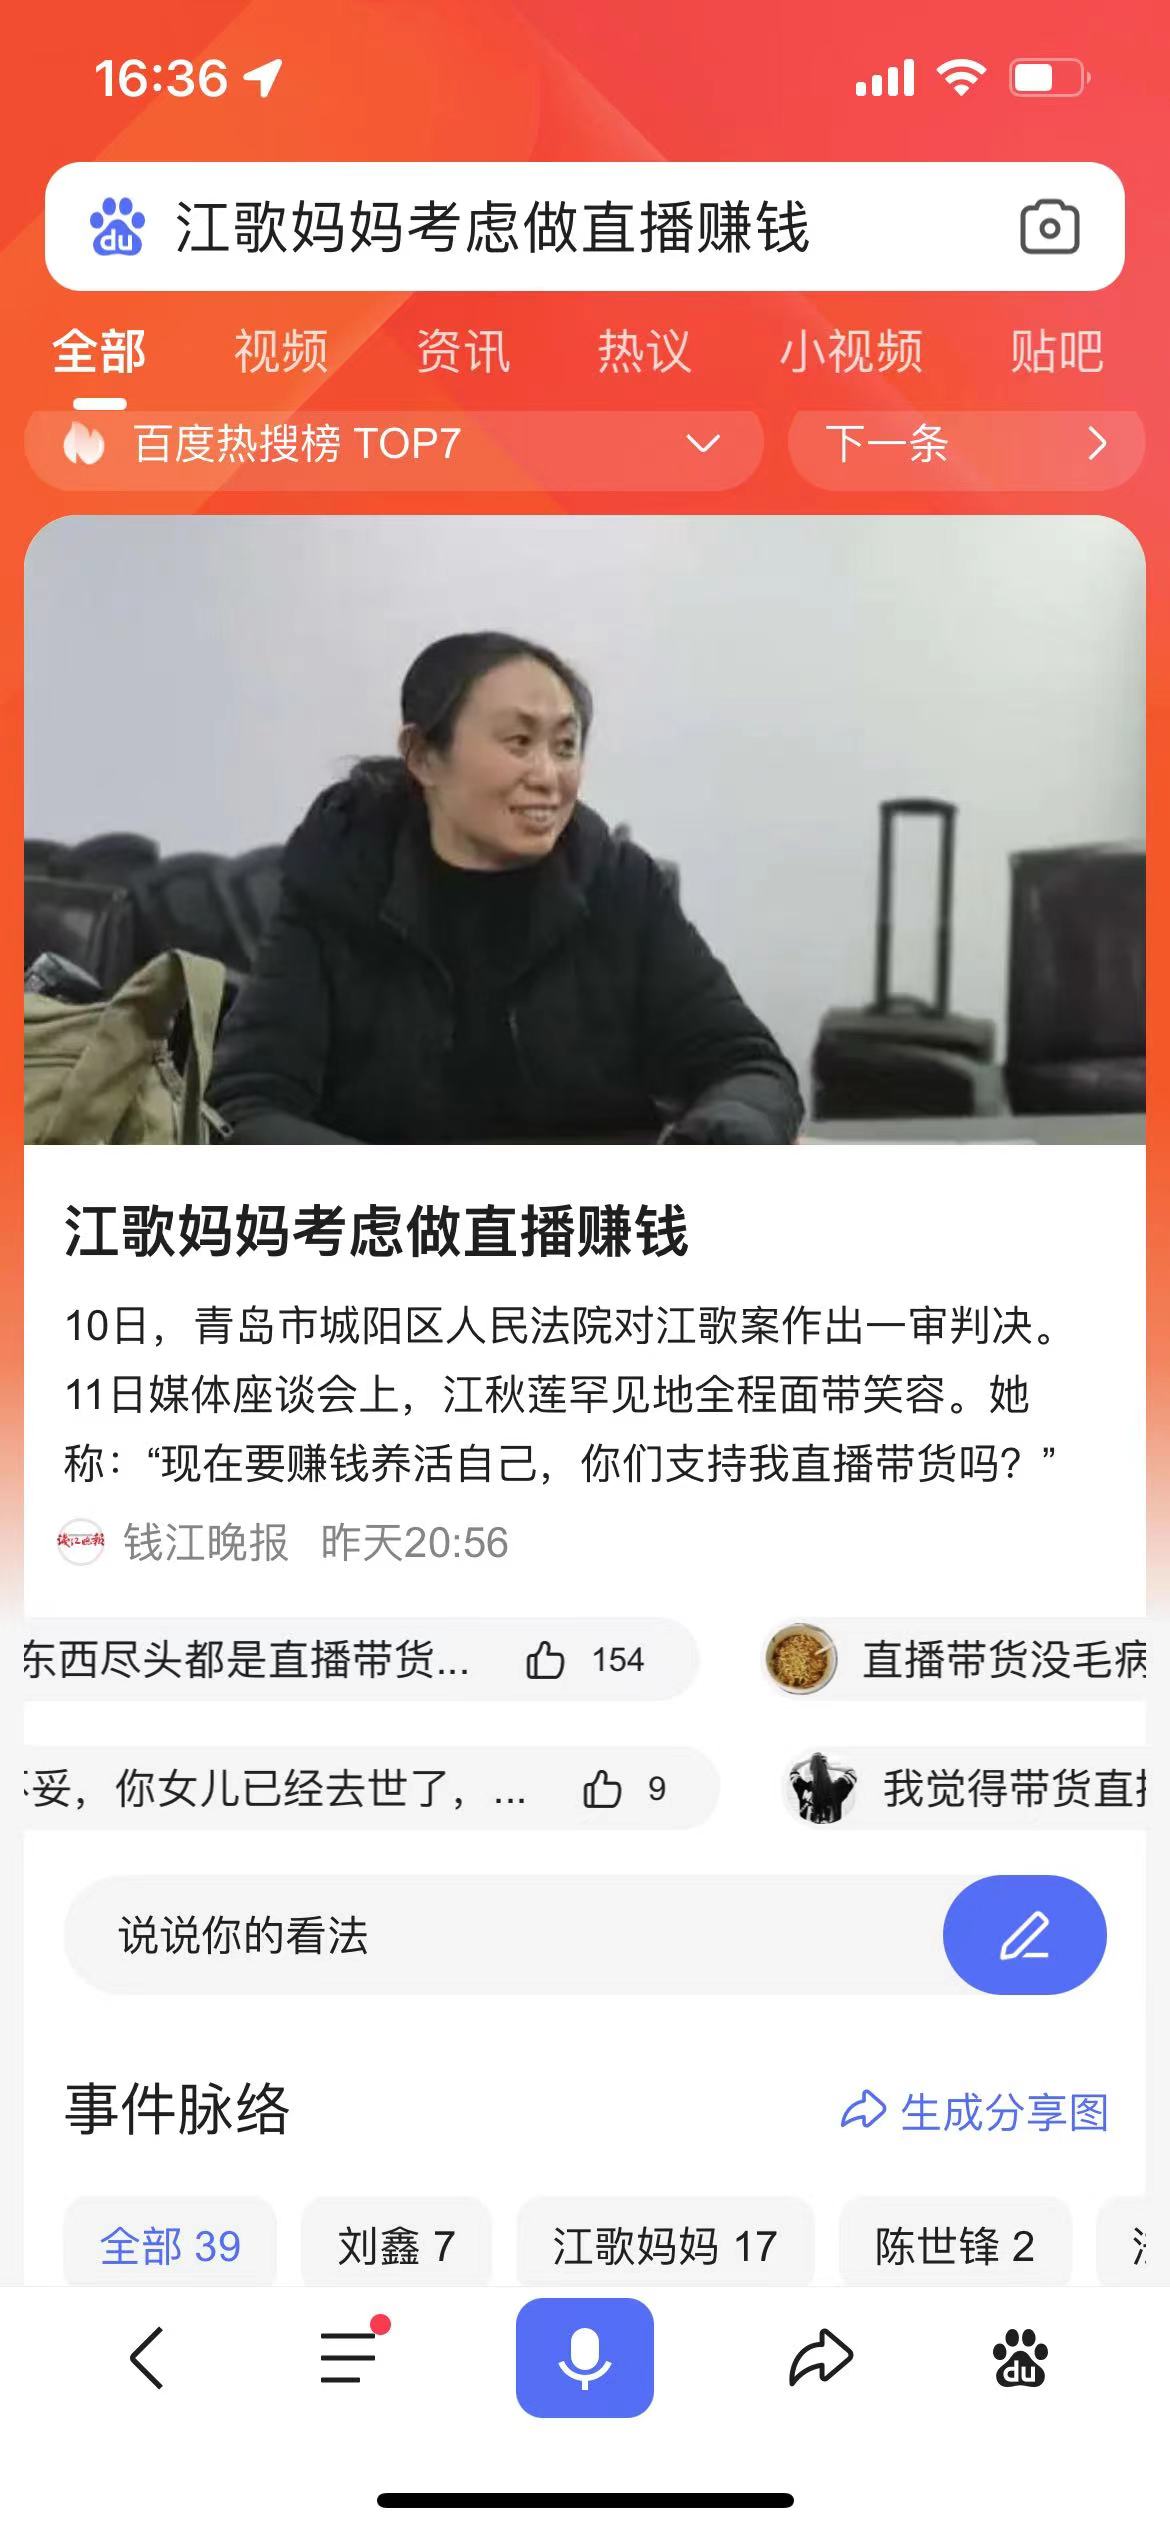 16:36
du 江歌妈妈考虑做直播赚钱
全部 视频 资讯 热议 小视频 贴吧
百度热搜榜 TOP7 下一条
江歌妈妈考虑做直播赚钱
10日，青岛市城阳区人民法院对江歌案作出一审判决。
11日媒体座谈会上，江秋莲罕见地全程面带笑容。她
称：“现在要赚钱养活自己，你们支持我直播带货吗？”
钱江晚报 钱江晚报 昨天20:56
东西尽头都是直播带货... 154 直播带货没毛病
妥，你女儿已经去世了，... 9 我觉得带货直播
说说你的看法
事件脉络 生成分享图
全部 39 刘鑫 7 江歌妈妈 17 陈世锋 2
du